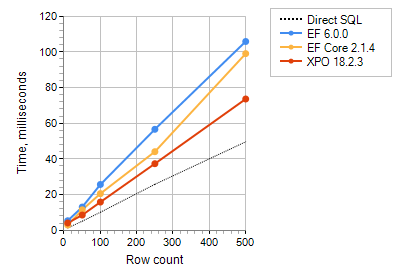 120
100
80
60
40
20
0
Time, milliseconds
0 100 200 300 400 500
Row count
Direct SQL
EF 6.0.0
EF Core 2.1.4
XPO 18.2.3